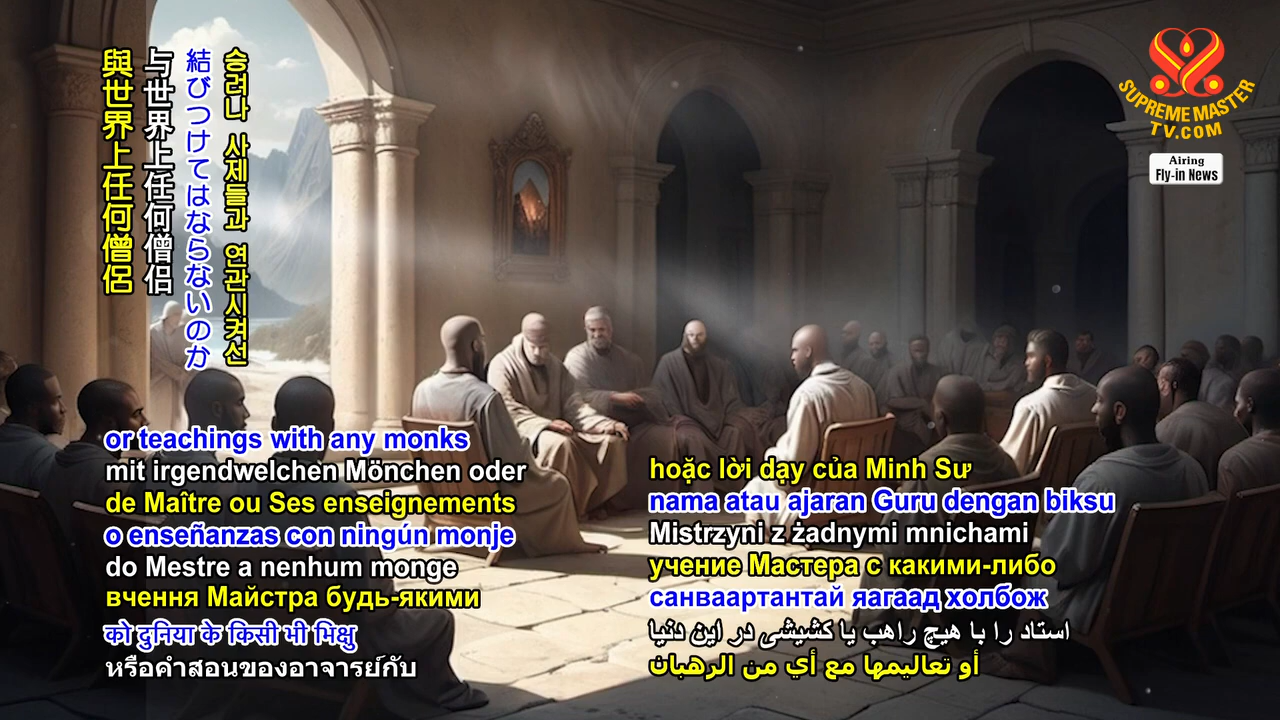 與世界上任何僧侶
与世界上任何僧侣
結びつけてはならないのか
승려나 사제들과 연관시켜선
SUPREME MASTER
TV.COM
Airing
Fly-in News
or teachings with any monks
mit irgendwelchen Mönchen oder
de Maître ou Ses enseignements
o enseñanzas con ningún monje
do Mestre a nenhum monge
вчення Майстра будь-якими
को दुनिया के किसी भी भिक्षु
หรือคำสอนของอาจารย์กับ
hoặc lời dạy của Minh Sư
nama atau ajaran Guru dengan biksu
Mistrzyni z żadnymi mnichami
учение Мастера с какими-либо
санваартантай яагаад холбож
استاد را با هیچ راهب یا کشیشی در این دنیا
أو تعاليمها مع أي من الرهبان